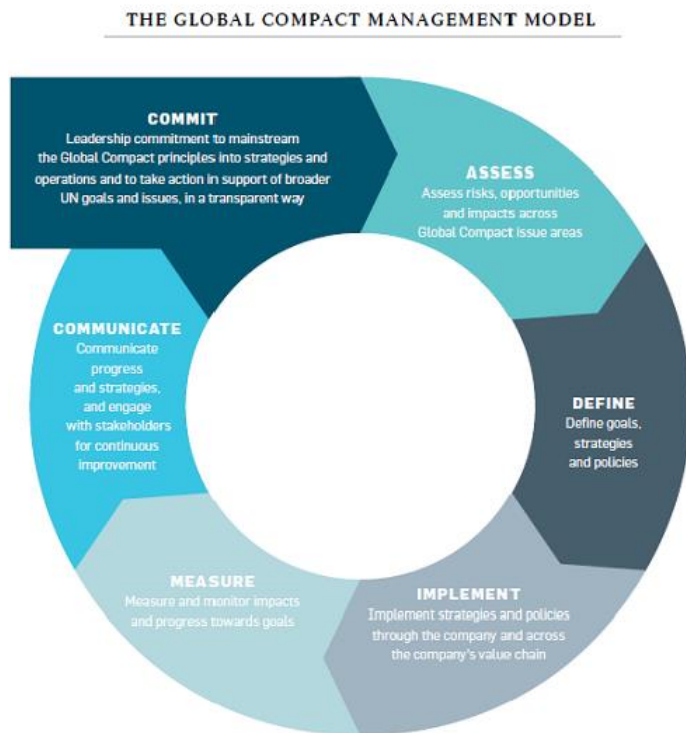 THE GLOBAL COMPACT MANAGEMENT MODEL
COMMIT
Leadership commitment to mainstream
the Global Compact principles into strategies and
operations and to take action in support of broader
UN goals and issues, in a transparent way
ASSESS
Assess risks, opportunities
and impacts across
Global Compact issue areas
DEFINE
Define goals,
strategies
and policies
IMPLEMENT
Implement strategies and policies
through the company and across
the company's value chain
MEASURE
Measure and monitor impacts
and progress towards goals
COMMUNICATE
Communicate
progress
and strategies,
and engage
with stakeholders
for continuous
improvement